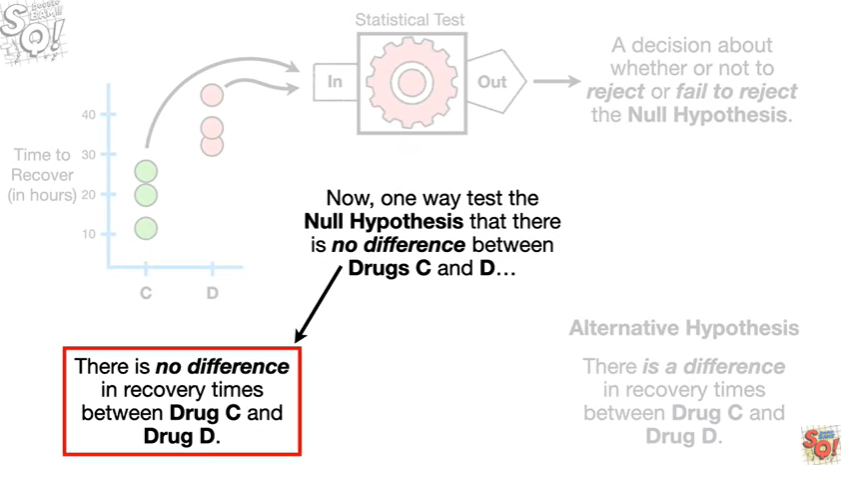 SQ!
Statistical Test
In
Out
A decision about
whether or not to
reject or fail to reject
the Null Hypothesis.
Time to
Recover
(in hours)
40
30
20
10
C
D
Now, one way test the
Null Hypothesis that there
is no difference between
Drugs C and D...
There is no difference
in recovery times
between Drug C and
Drug D.
Alternative Hypothesis
There is a difference
in recovery times
between Drug C and
Drug D.
SQ!